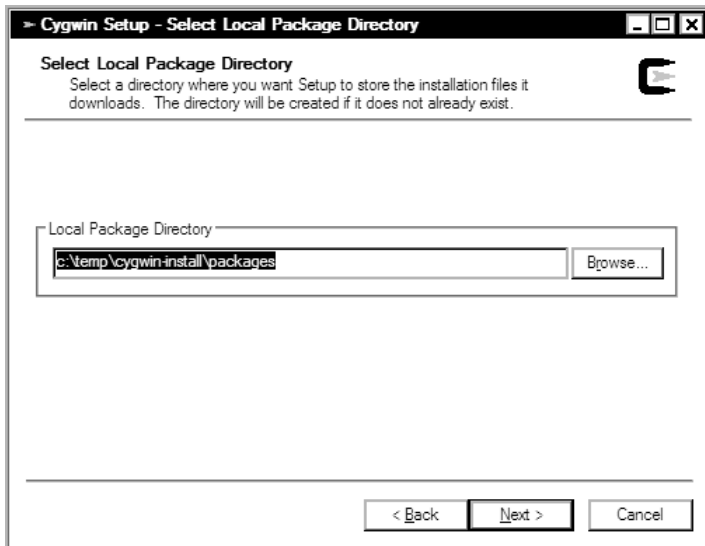 Cygwin Setup - Select Local Package Directory
Select Local Package Directory
Select a directory where you want Setup to store the installation files it
downloads. The directory will be created if it does not already exist.
Local Package Directory
c:\temp\cygwin-install\packages
Browse...
< Back
Next >
Cancel